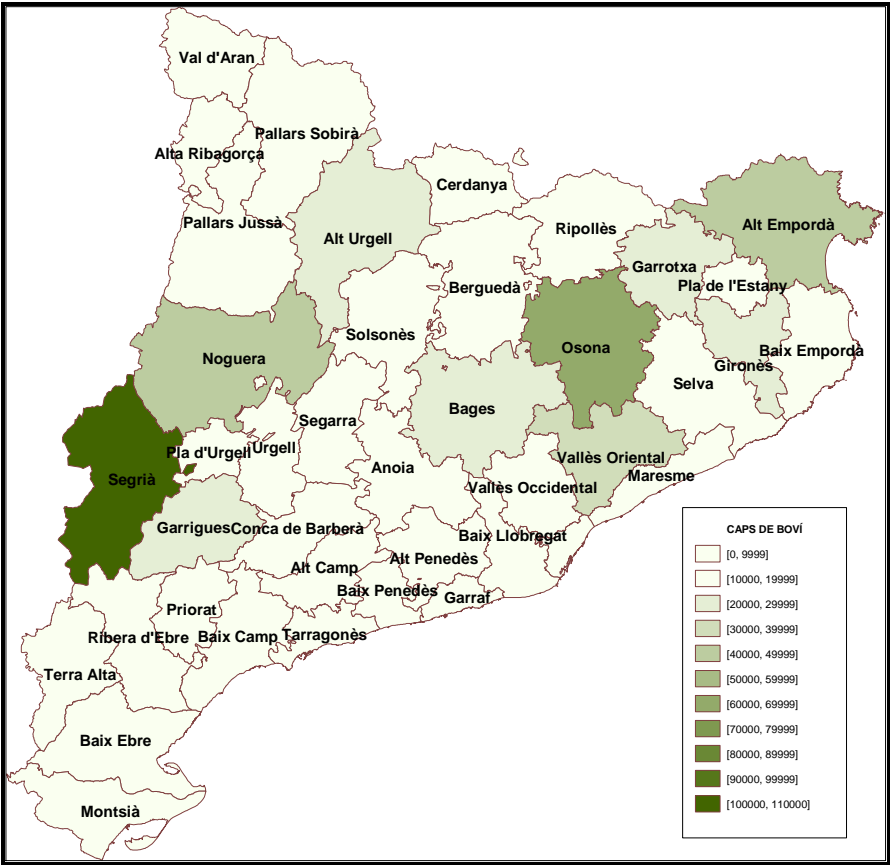 Val d'Aran
Pallars Sobirà
Alta Ribagorça
Cerdanya
Pallars Jussà
Alt Urgell
Ripollès
Alt Empordà
Garrotxa
Pla de l'Estany
Berguedà
Solsonès
Noguera
Osona
Baix Empordà
Gironès
Selva
Bages
Segarra
Pla d'Urgell
Urgell
Anoia
Vallès Oriental
Segrià
Maresme
Vallès Occidental
Garrigues
Conca de Barberà
Baix Llobregat
Alt Penedès
Alt Camp
Baix Penedès
Garraf
Priorat
Ribera d'Ebre
Baix Camp
Tarragonès
Terra Alta
Baix Ebre
Montsià
CAPS DE BOVÍ
[0, 9999]
[10000, 19999]
[20000, 29999]
[30000, 39999]
[40000, 49999]
[50000, 59999]
[60000, 69999]
[70000, 79999]
[80000, 89999]
[90000, 99999]
[100000, 110000]